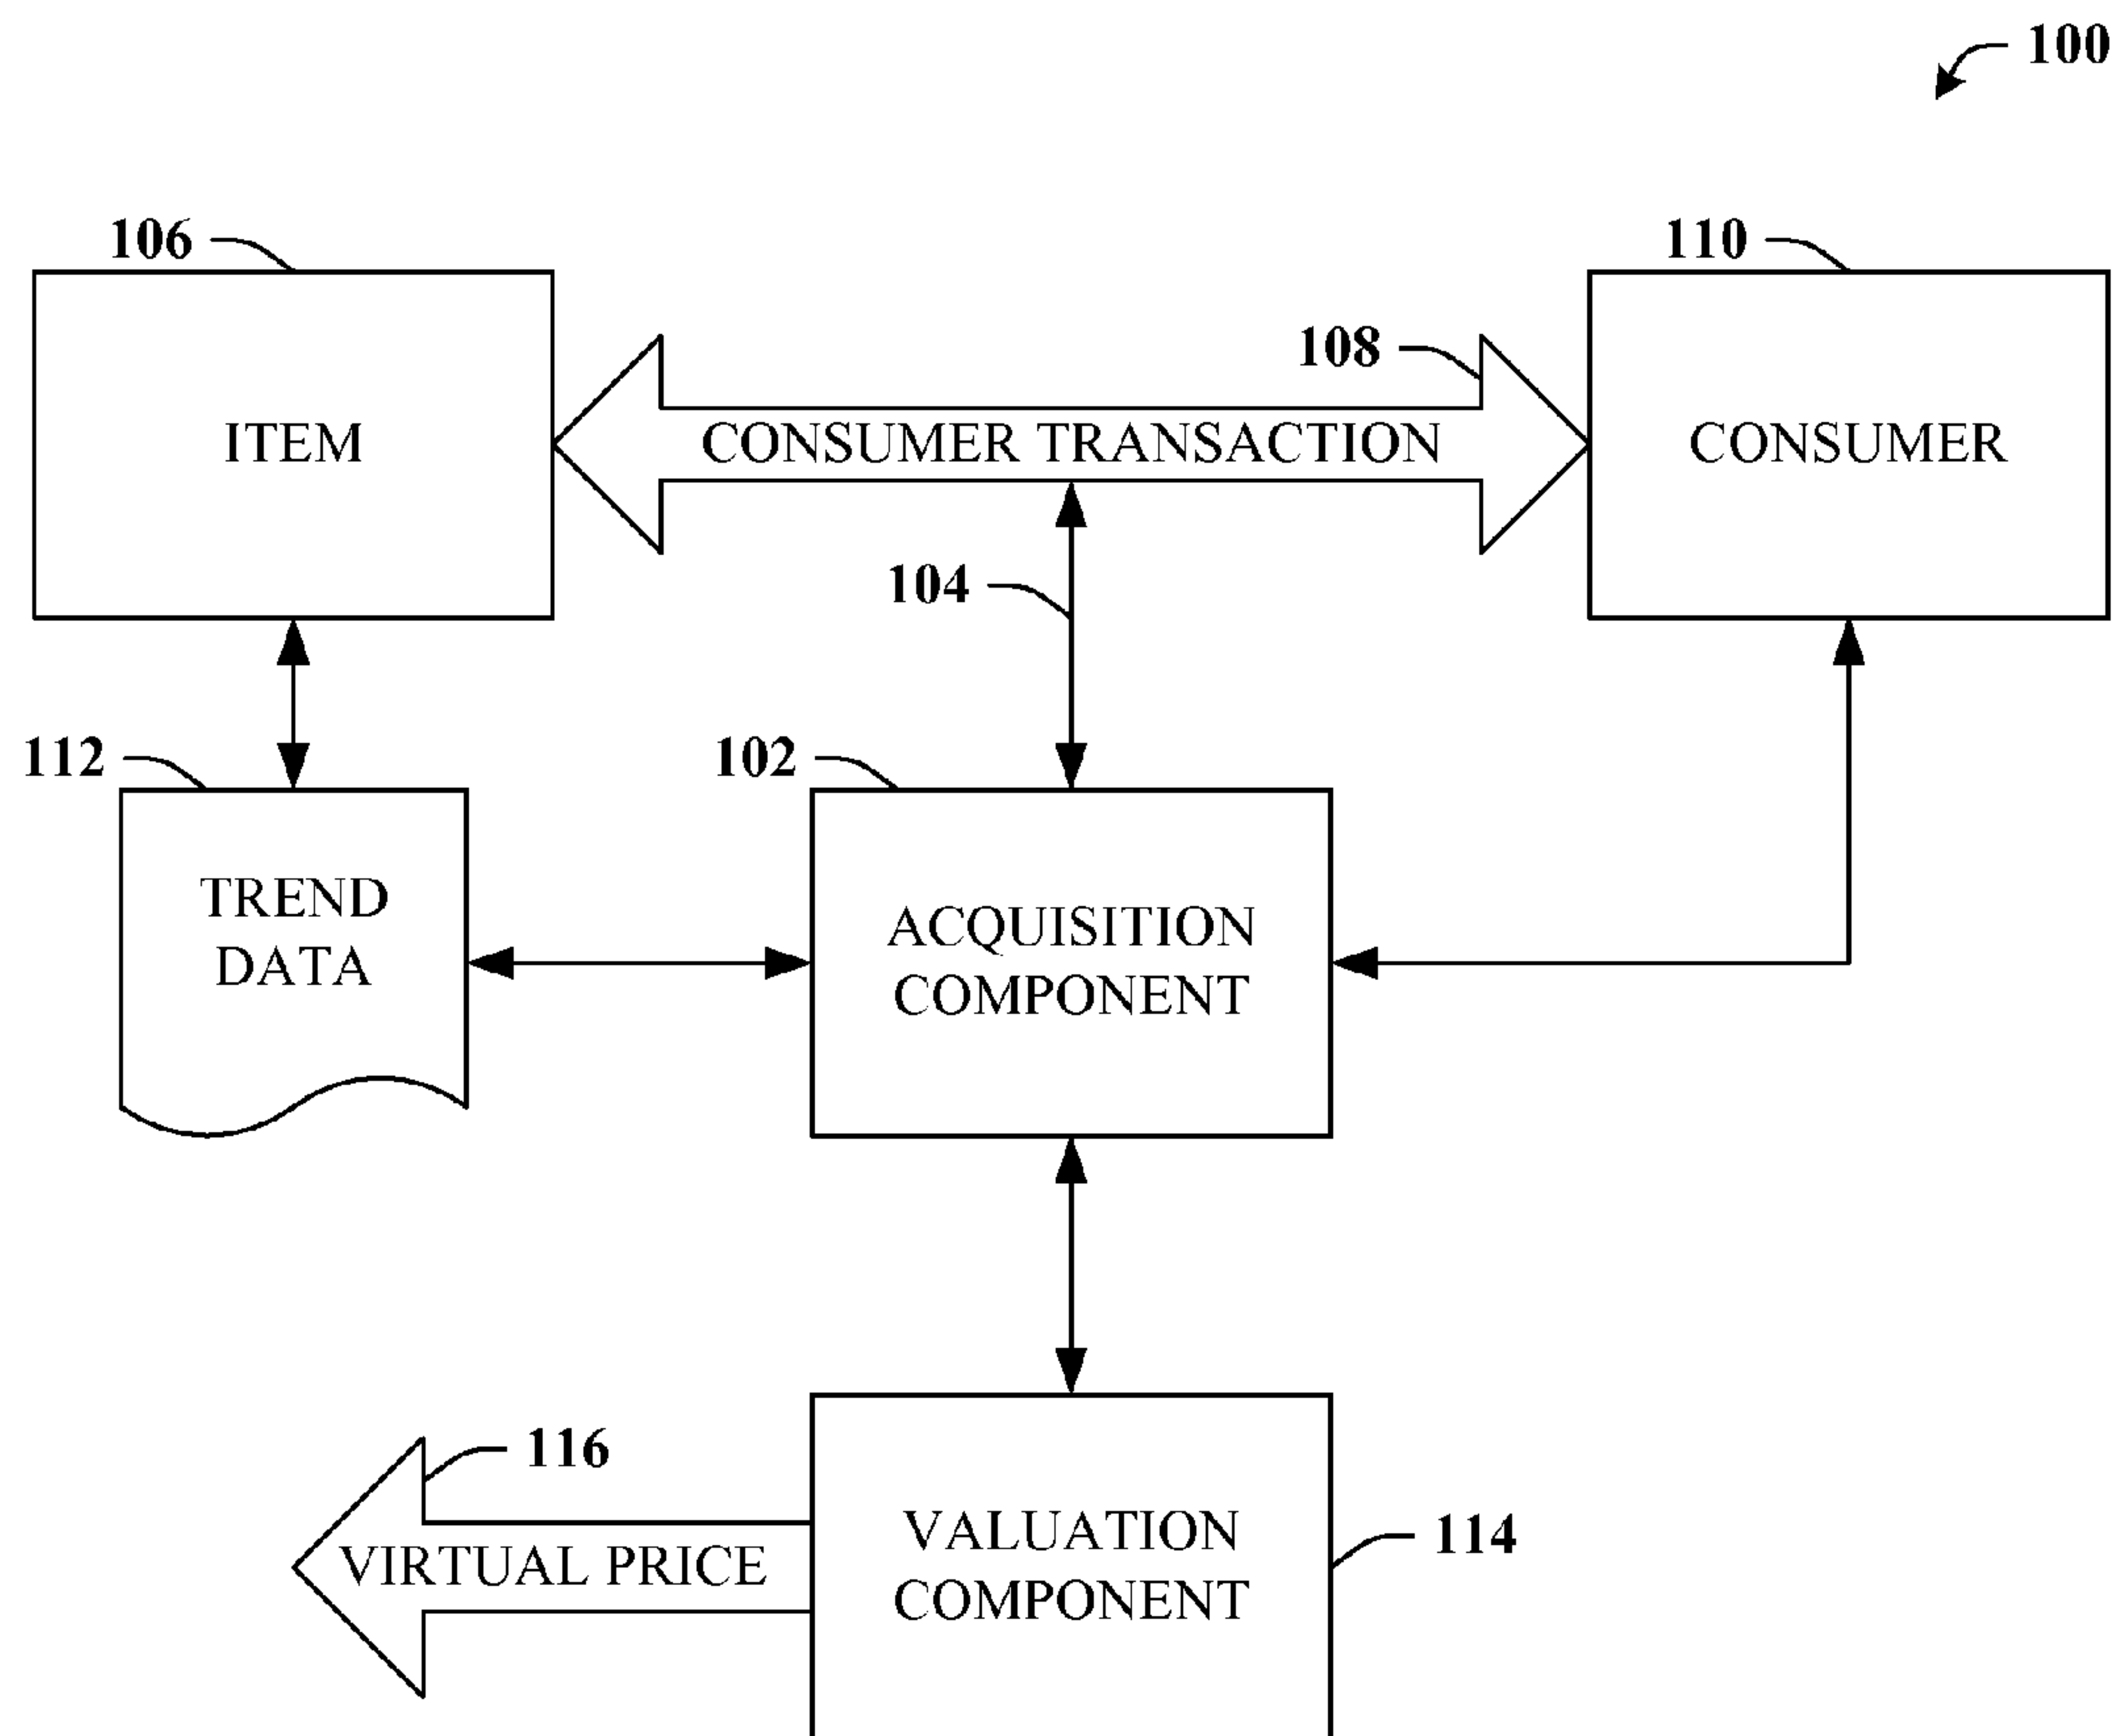 100
106
110
108
ITEM
CONSUMER TRANSACTION
CONSUMER
104
112
102
TREND
DATA
ACQUISITION
COMPONENT
116
VIRTUAL PRICE
VALUATION
COMPONENT
114